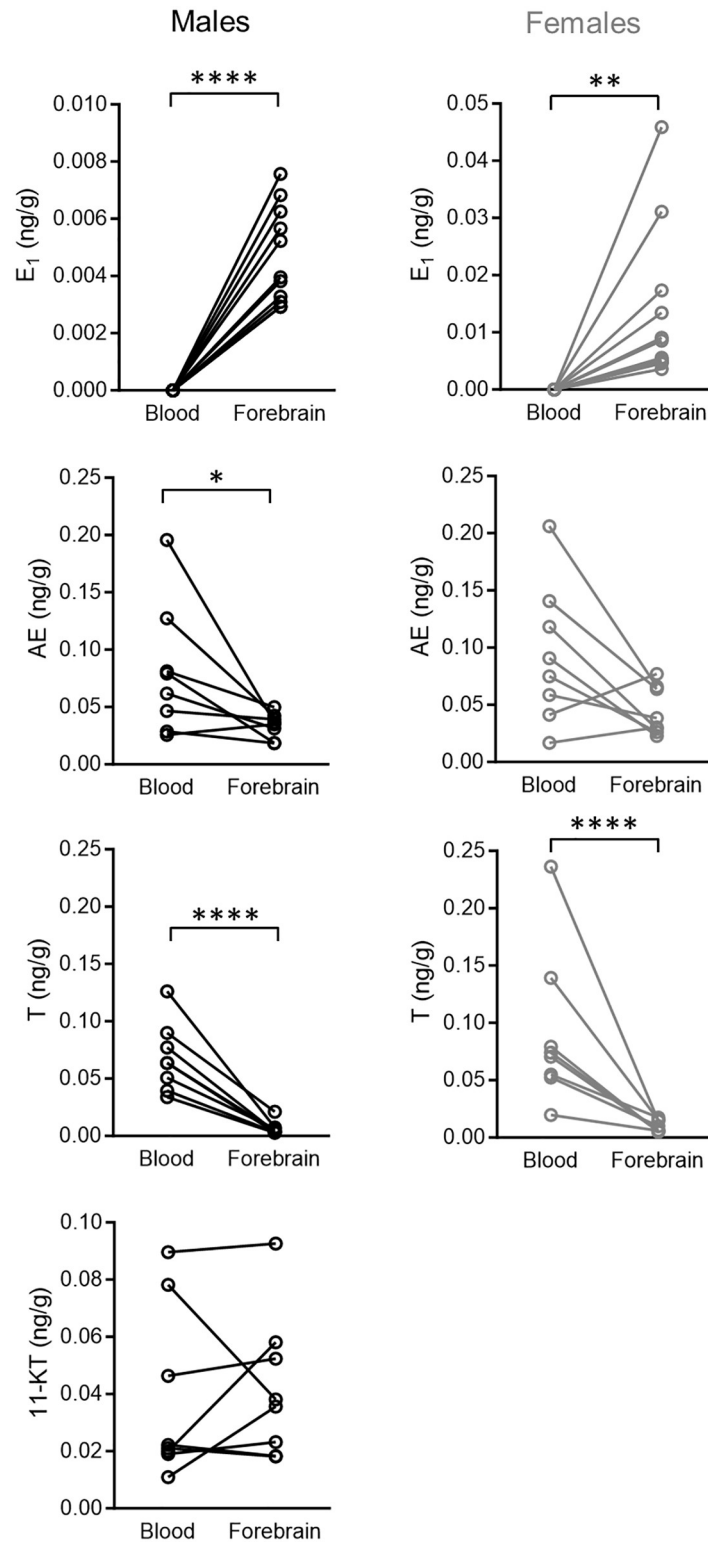 Males
Females
****
**
E₁ (ng/g)
0.010
0.008
0.006
0.004
0.002
0.000
Blood Forebrain
E₁ (ng/g)
0.05
0.04
0.03
0.02
0.01
0.00
Blood Forebrain
*
AE (ng/g)
0.25
0.20
0.15
0.10
0.05
0.00
Blood Forebrain
AE (ng/g)
0.25
0.20
0.15
0.10
0.05
0.00
Blood Forebrain
****
T (ng/g)
0.25
0.20
0.15
0.10
0.05
0.00
Blood Forebrain
****
T (ng/g)
0.25
0.20
0.15
0.10
0.05
0.00
Blood Forebrain
11-KT (ng/g)
0.10
0.08
0.06
0.04
0.02
0.00
Blood Forebrain